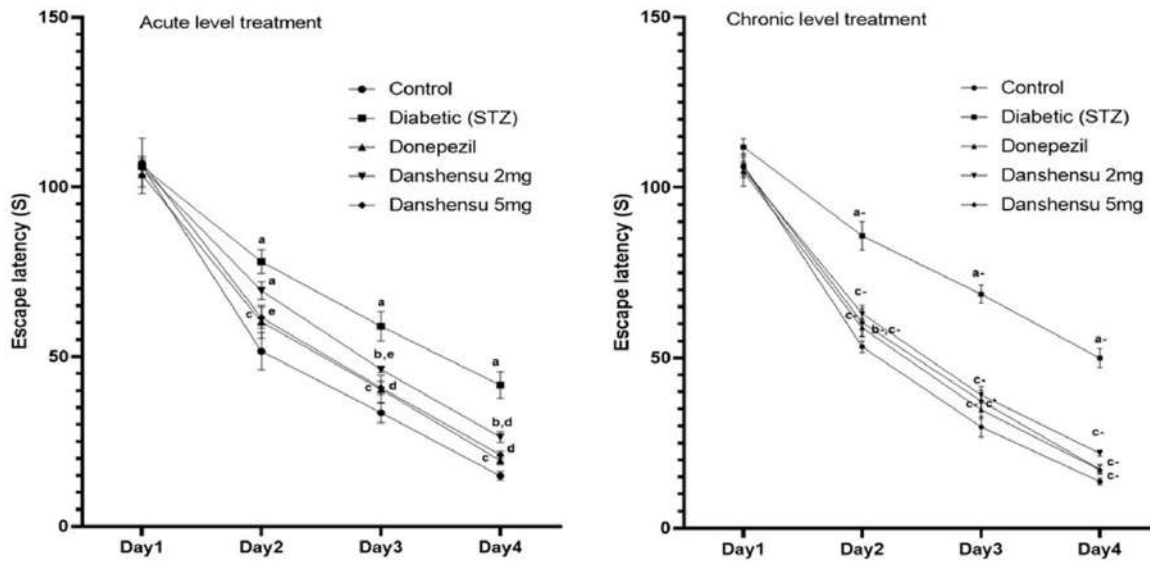 Acute level treatment
Escape latency (S)
150
100
50
0
Control
Diabetic (STZ)
Donepezil
Danshensu 2mg
Danshensu 5mg
a
a
c
e
a
b,e
c
d
a
b,d
d
c
Day1
Day2
Day3
Day4
Chronic level treatment
Escape latency (S)
150
100
50
0
Control
Diabetic (STZ)
Donepezil
Danshensu 2mg
Danshensu 5mg
a-
c-
c-
b-,c-
a-
c-
c-
a-
c-
c-
c-
Day1
Day2
Day3
Day4